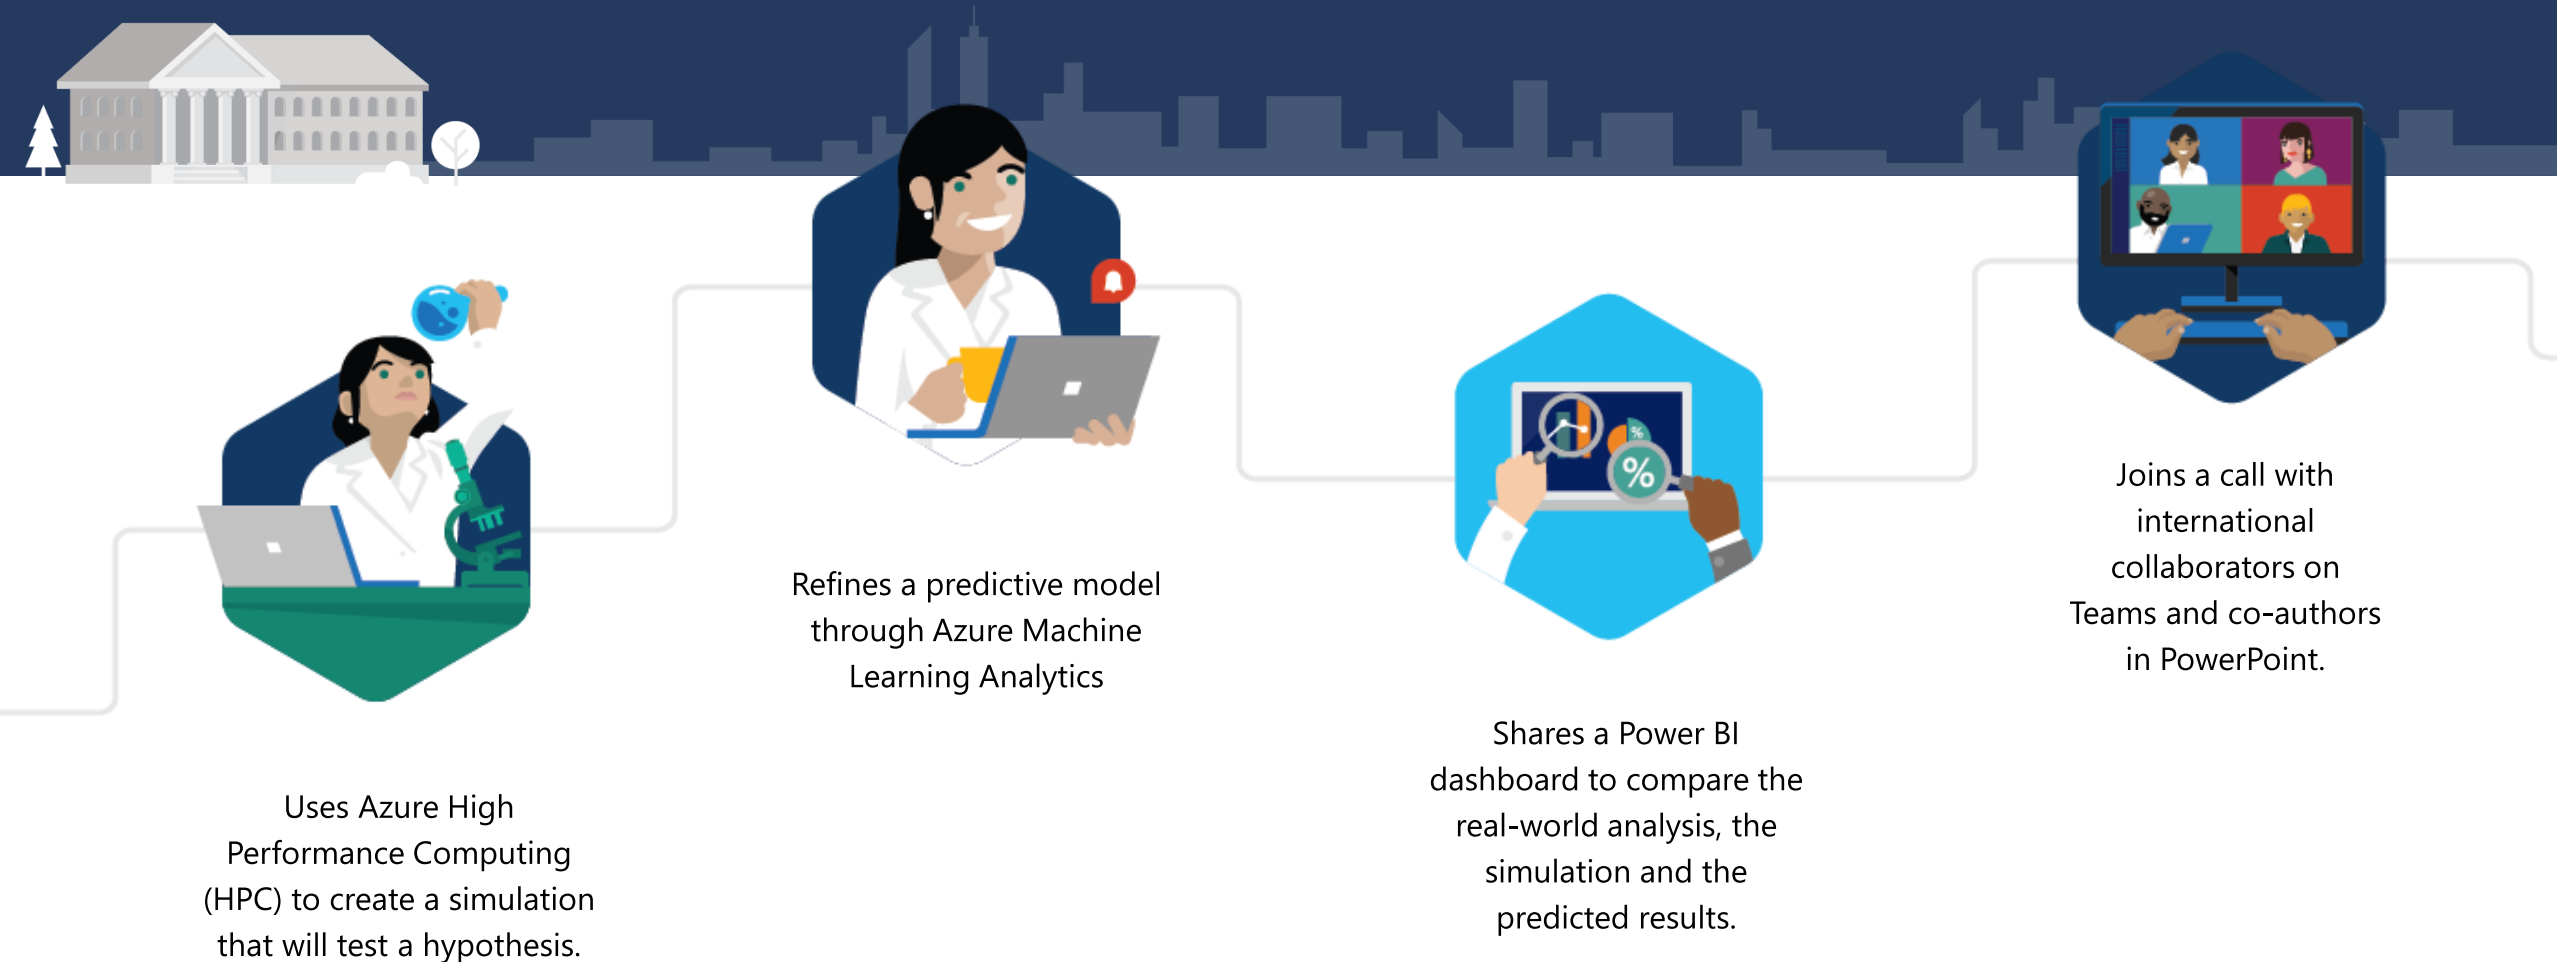 Uses Azure High
Performance Computing
(HPC) to create a simulation
that will test a hypothesis.
Refines a predictive model
through Azure Machine
Learning Analytics
%
%
Shares a Power BI
dashboard to compare the
real-world analysis, the
simulation and the
predicted results.
Joins a call with
international
collaborators on
Teams and co-authors
in PowerPoint.